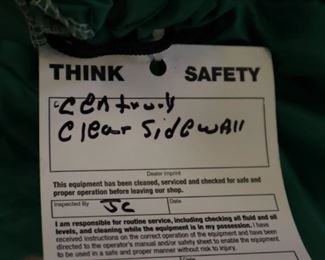 THINK SAFETY
Clear Sidewall
Dealer Imprint
This equipment has been cleaned, serviced and checked for safe and
proper operation before leaving our shop.
Inspected By JC Date
I am responsible for routine service, including checking all fluid and oil
levels, and cleaning while the equipment is in my possession. I have
received instructions on the correct operation of the equipment and have been
directed to the operator's manual and/or safety sheet to enable the equipment
to be used in a safe and proper manner without risk to injury.
Date